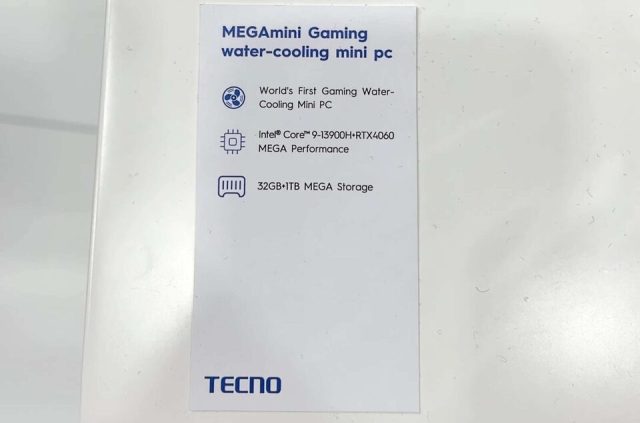 MEGAmini Gaming
water-cooling mini pc
World's First Gaming Water-
Cooling Mini PC
Intel® Core™ 9-13900H+RTX4060
MEGA Performance
32GB+1TB MEGA Storage
TECNO